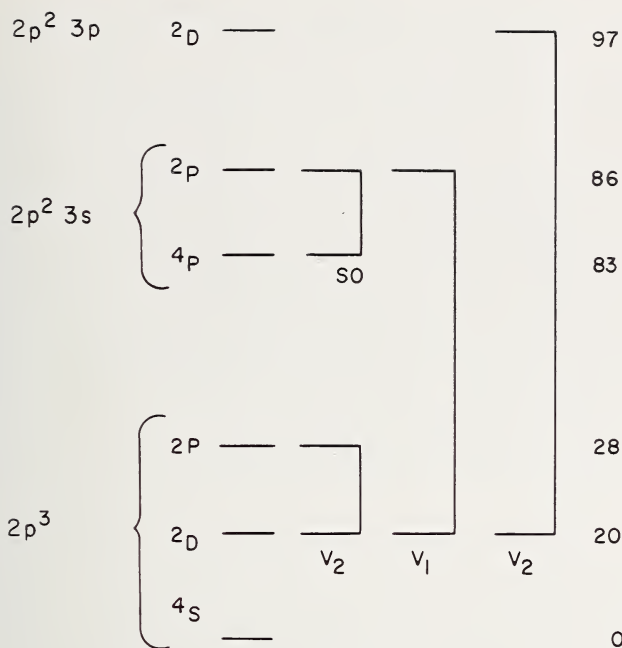 2p² 3p ²D 97
²P 86
2p² 3s
⁴P 83
SO
2P 28
2p³
²D 20
V₂ V₁ V₂
⁴S
0